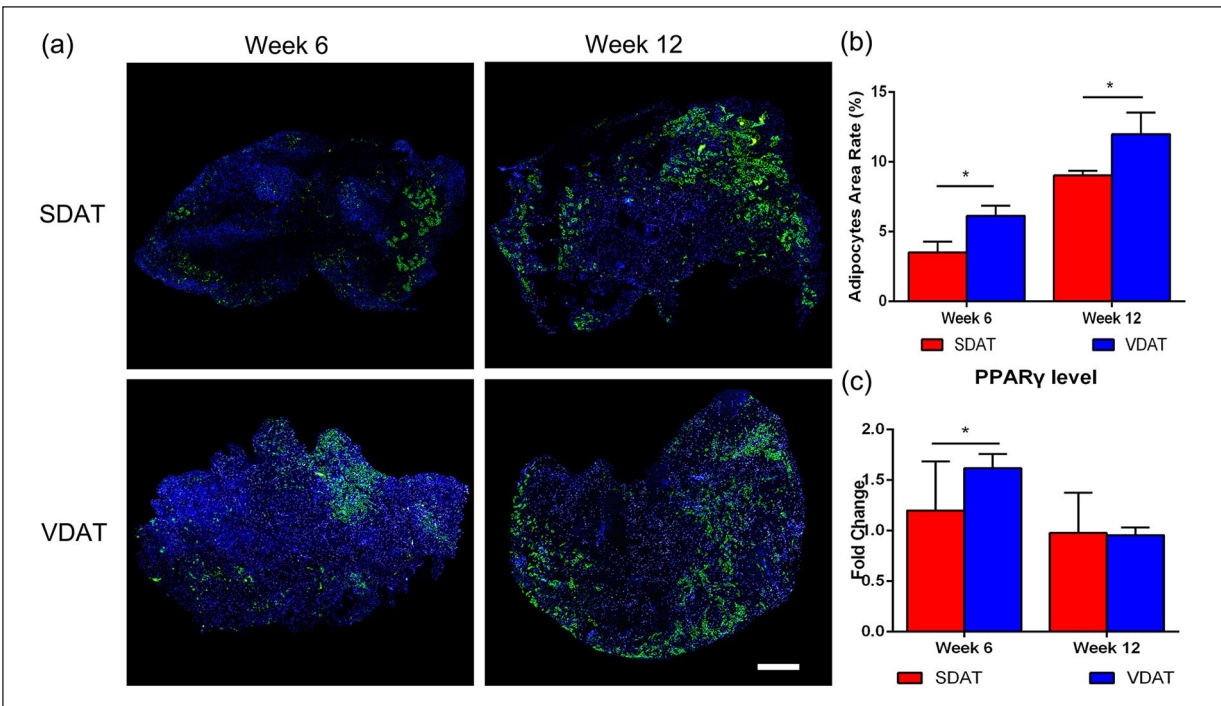 (a)
Week 6
Week 12
SDAT
VDAT
(b)
Adipocytes Area Rate (%)
15
10
5
0
*
*
Week 6
Week 12
SDAT
VDAT
(c)
PPARγ level
Fold Change
2.0
1.5
1.0
0.5
0.0
*
Week 6
Week 12
SDAT
VDAT